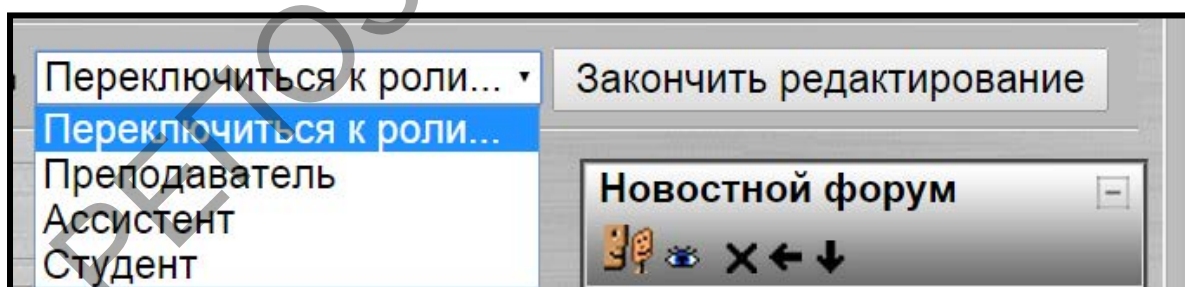 Переключиться к роли...
Закончить редактирование
Переключиться к роли...
Преподаватель
Ассистент
Студент
Новостной форум